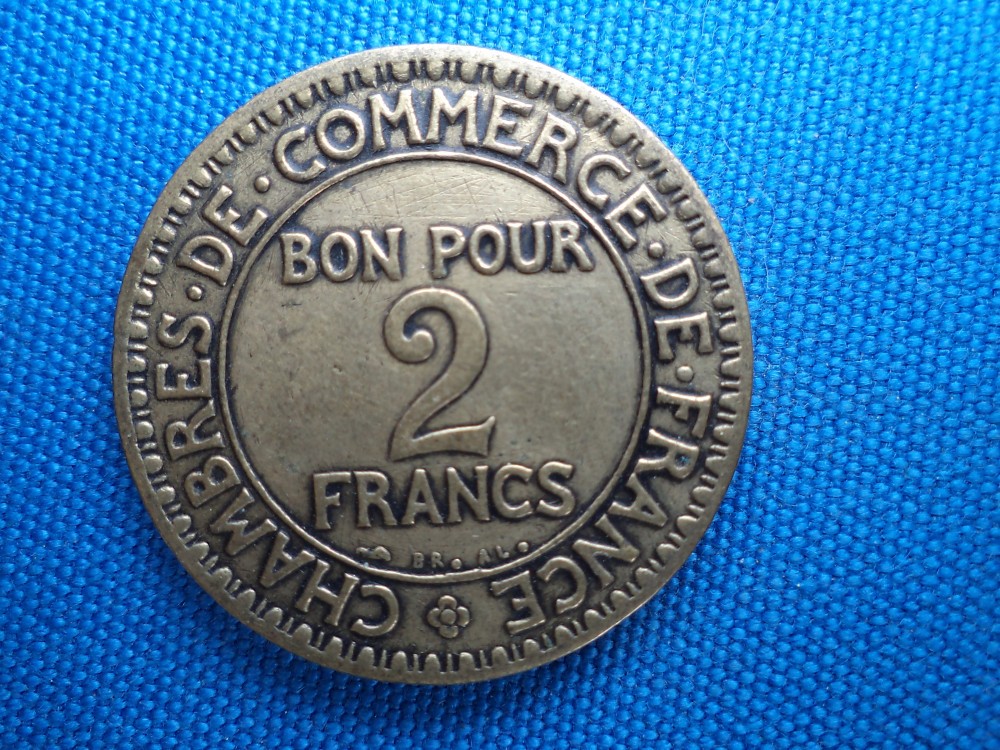 CHAMBRES·DE·COMMERCE·DE·FRANCE
BON POUR
2
FRANCS
BR. AL.